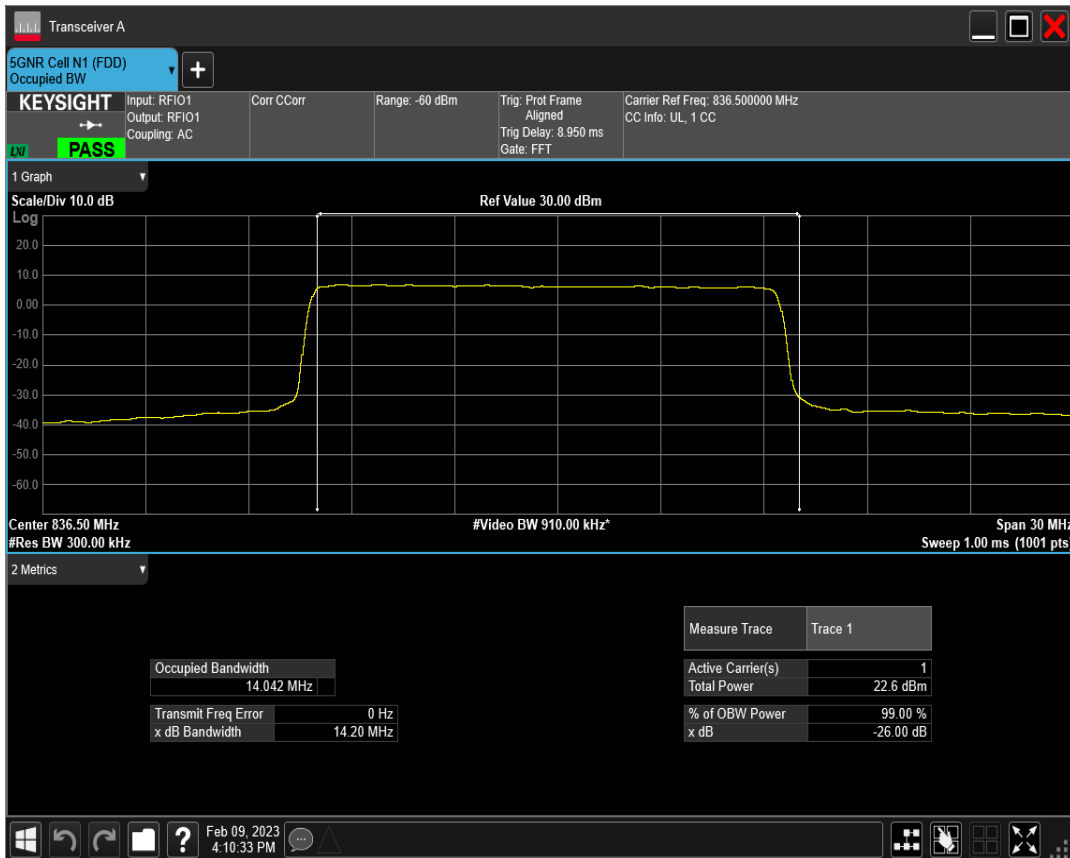 Transceiver A
5GNR Cell N1 (FDD)
Occupied BW
KEYSIGHT
LXI
PASS
Input: RFIO1
Output: RFIO1
Coupling: AC
Corr CCorr
Range: -60 dBm
Trig: Prot Frame
Aligned
Trig Delay: 8.950 ms
Gate: FFT
Carrier Ref Freq: 836.500000 MHz
CC Info: UL, 1 CC
1 Graph
Scale/Div 10.0 dB
Ref Value 30.00 dBm
Log
20.0
10.0
0.00
-10.0
-20.0
-30.0
-40.0
-50.0
-60.0
Center 836.50 MHz
#Video BW 910.00 kHz*
Span 30 MHz
#Res BW 300.00 kHz
Sweep 1.00 ms (1001 pts)
2 Metrics
Measure Trace Trace 1
Occupied Bandwidth
14.042 MHz
Active Carrier(s) 1
Total Power 22.6 dBm
Transmit Freq Error 0 Hz
x dB Bandwidth 14.20 MHz
% of OBW Power 99.00 %
x dB -26.00 dB
?
Feb 09, 2023
4:10:33 PM